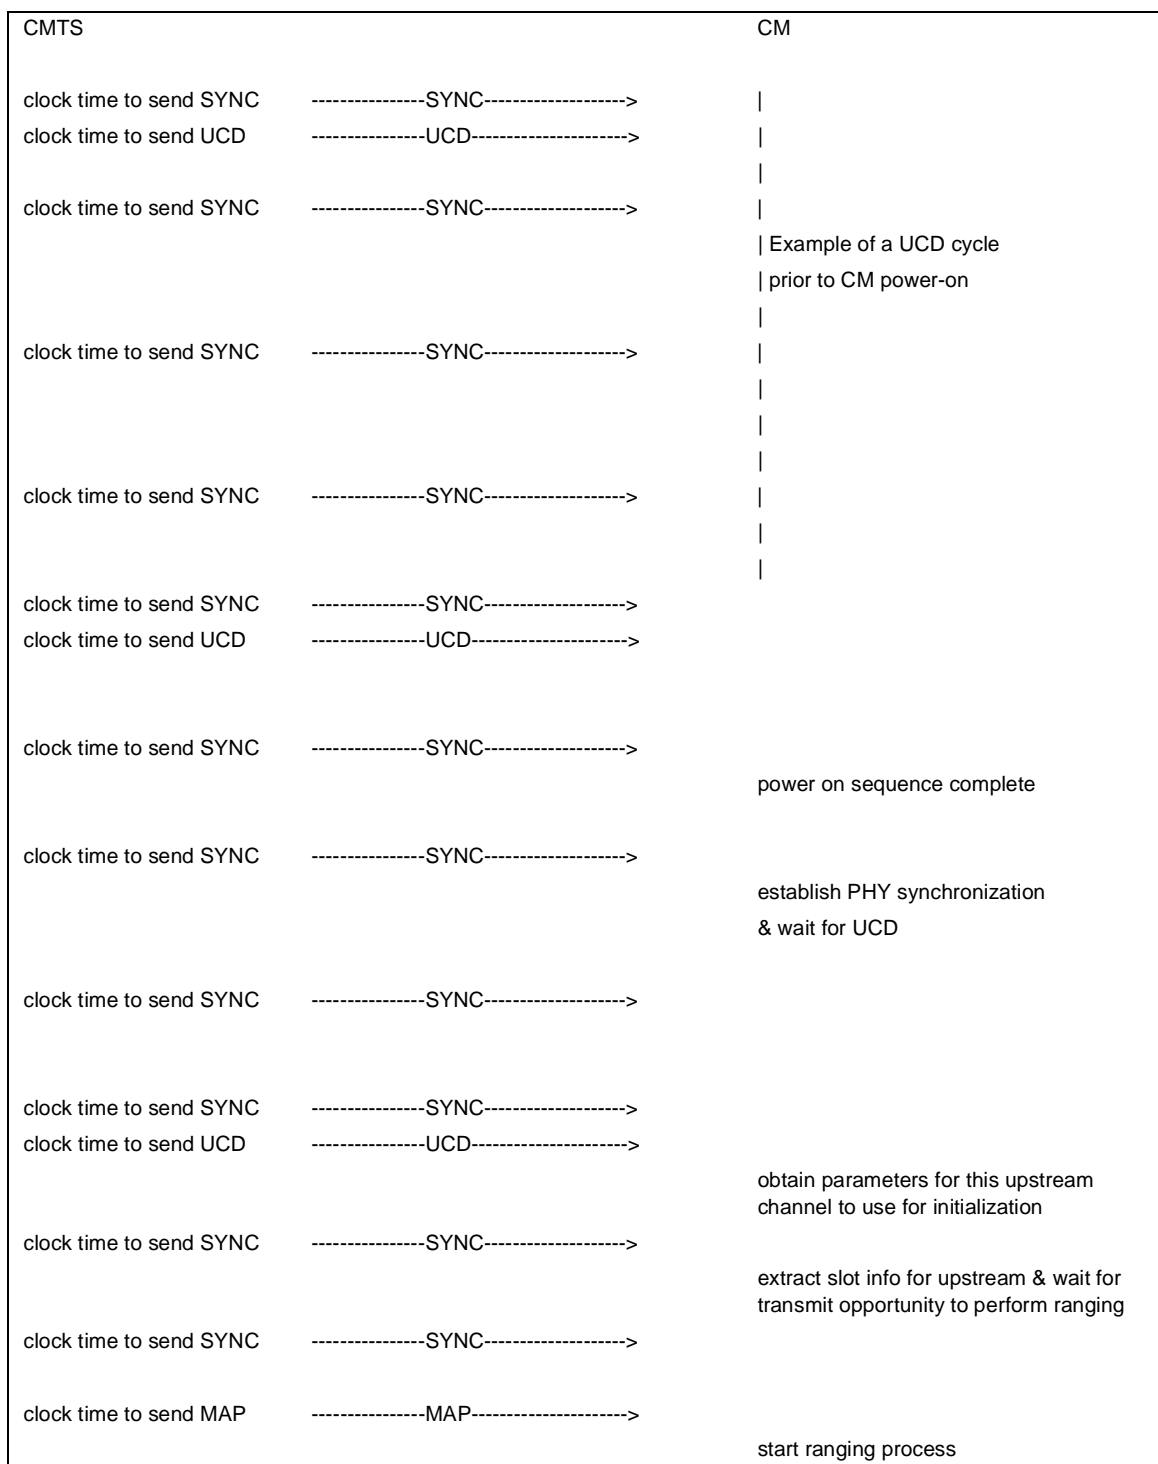 CMTS CM
clock time to send SYNC ----------------SYNC--------------------> |
clock time to send UCD ----------------UCD----------------------> |
|
clock time to send SYNC ----------------SYNC--------------------> |
| Example of a UCD cycle
| prior to CM power-on
|
clock time to send SYNC ----------------SYNC--------------------> |
|
|
|
clock time to send SYNC ----------------SYNC--------------------> |
|
|
clock time to send SYNC ----------------SYNC-------------------->
clock time to send UCD ----------------UCD---------------------->
clock time to send SYNC ----------------SYNC-------------------->
power on sequence complete
clock time to send SYNC ----------------SYNC-------------------->
establish PHY synchronization
& wait for UCD
clock time to send SYNC ----------------SYNC-------------------->
clock time to send SYNC ----------------SYNC-------------------->
clock time to send UCD ----------------UCD---------------------->
obtain parameters for this upstream
channel to use for initialization
clock time to send SYNC ----------------SYNC-------------------->
extract slot info for upstream & wait for
transmit opportunity to perform ranging
clock time to send SYNC ----------------SYNC-------------------->
clock time to send MAP ----------------MAP---------------------->
start ranging process